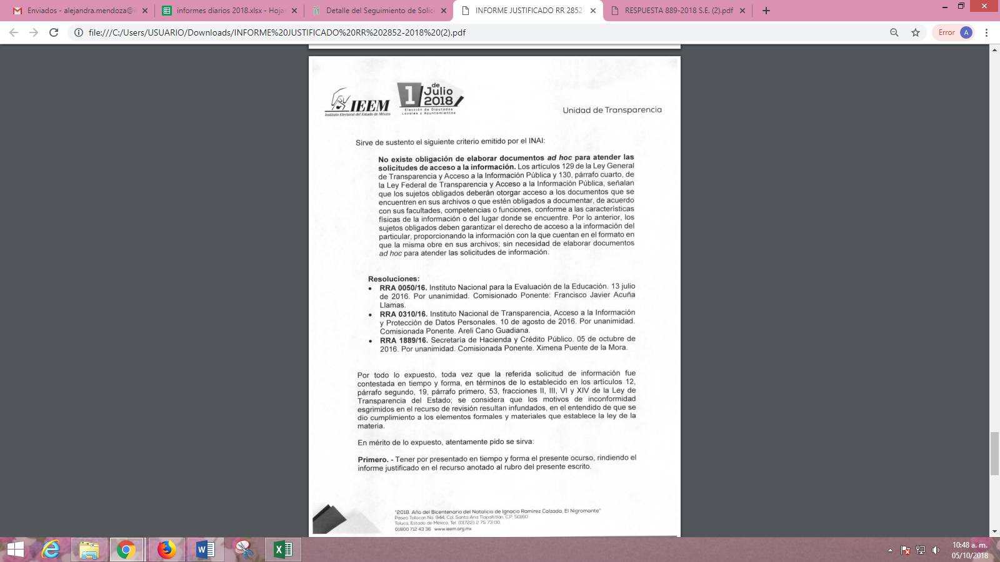 Enviados - alejandra.mendoza@i
informes diarios 2018.xlsx - Hoja
Detalle del Seguimiento de Solic
INFORME JUSTIFICADO RR 2852-
RESPUESTA 889-2018 S.E. (2).pdf
file:///C:/Users/USUARIO/Downloads/INFORME%20JUSTIFICADO%20RR%202852-2018%20(2).pdf
Error A
IEEM
Instituto Electoral del Estado de México
1 de Julio 2018
Elección de Diputados
Locales y Ayuntamientos
Unidad de Transparencia
Sirve de sustento el siguiente criterio emitido por el INAI:
No existe obligación de elaborar documentos ad hoc para atender las
solicitudes de acceso a la información. Los artículos 129 de la Ley General
de Transparencia y Acceso a la Información Pública y 130, párrafo cuarto, de
la Ley Federal de Transparencia y Acceso a la Información Pública, señalan
que los sujetos obligados deberán otorgar acceso a los documentos que se
encuentren en sus archivos o que estén obligados a documentar, de acuerdo
con sus facultades, competencias o funciones, conforme a las características
físicas de la información o del lugar donde se encuentre. Por lo anterior, los
sujetos obligados deben garantizar el derecho de acceso a la información del
particular, proporcionando la información con la que cuentan en el formato en
que la misma obre en sus archivos; sin necesidad de elaborar documentos
ad hoc para atender las solicitudes de información.
Resoluciones:
• RRA 0050/16. Instituto Nacional para la Evaluación de la Educación. 13 julio
de 2016. Por unanimidad. Comisionado Ponente: Francisco Javier Acuña
Llamas.
• RRA 0310/16. Instituto Nacional de Transparencia, Acceso a la Información
y Protección de Datos Personales. 10 de agosto de 2016. Por unanimidad.
Comisionada Ponente. Areli Cano Guadiana.
• RRA 1889/16. Secretaría de Hacienda y Crédito Público. 05 de octubre de
2016. Por unanimidad. Comisionada Ponente. Ximena Puente de la Mora.
Por todo lo expuesto, toda vez que la referida solicitud de información fue
contestada en tiempo y forma, en términos de lo establecido en los artículos 12,
párrafo segundo, 19, párrafo primero, 53, fracciones II, III, VI y XIV de la Ley de
Transparencia del Estado; se considera que los motivos de inconformidad
esgrimidos en el recurso de revisión resultan infundados, en el entendido de que se
dio cumplimiento a los elementos formales y materiales que establece la ley de la
materia.
En mérito de lo expuesto, atentamente pido se sirva:
Primero. - Tener por presentado en tiempo y forma el presente ocurso, rindiendo el
informe justificado en el recurso anotado al rubro del presente escrito.
"2018. Año del Bicentenario del Natalicio de Ignacio Ramírez Calzada. El Nigromante"
Paseo Tollocan No. 944, Col. Santa Ana Tlapaltitlán, C.P. 50160
Toluca, Estado de México, Tel. (01722) 2 75 73 00.
01800 712 43 36 www.ieem.org.mx
10:48 a. m.
05/10/2018